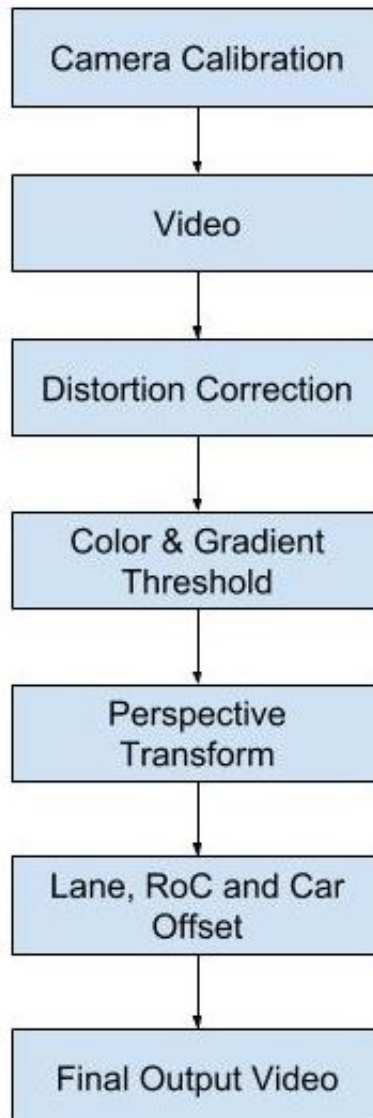 Camera Calibration
Video
Distortion Correction
Color & Gradient
Threshold
Perspective
Transform
Lane, RoC and Car
Offset
Final Output Video